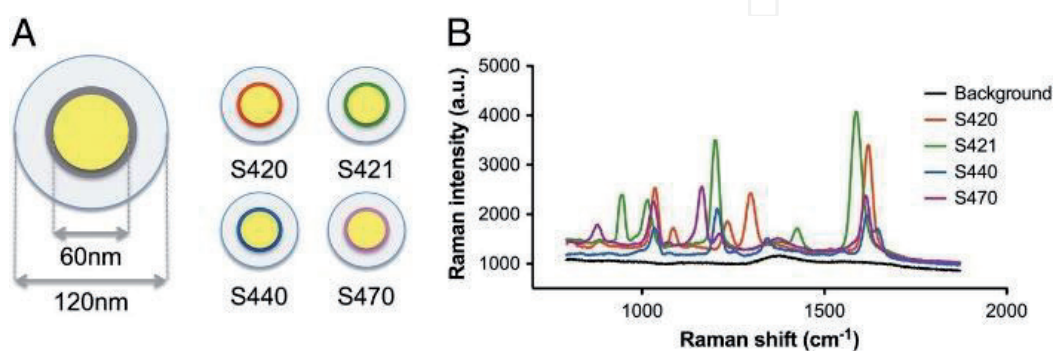 A
S420
S421
60nm
120nm
S440
S470
B
5000
4000
3000
2000
1000
Raman intensity (a.u.)
1000
1500
2000
Raman shift (cm⁻¹)
Background
S420
S421
S440
S470